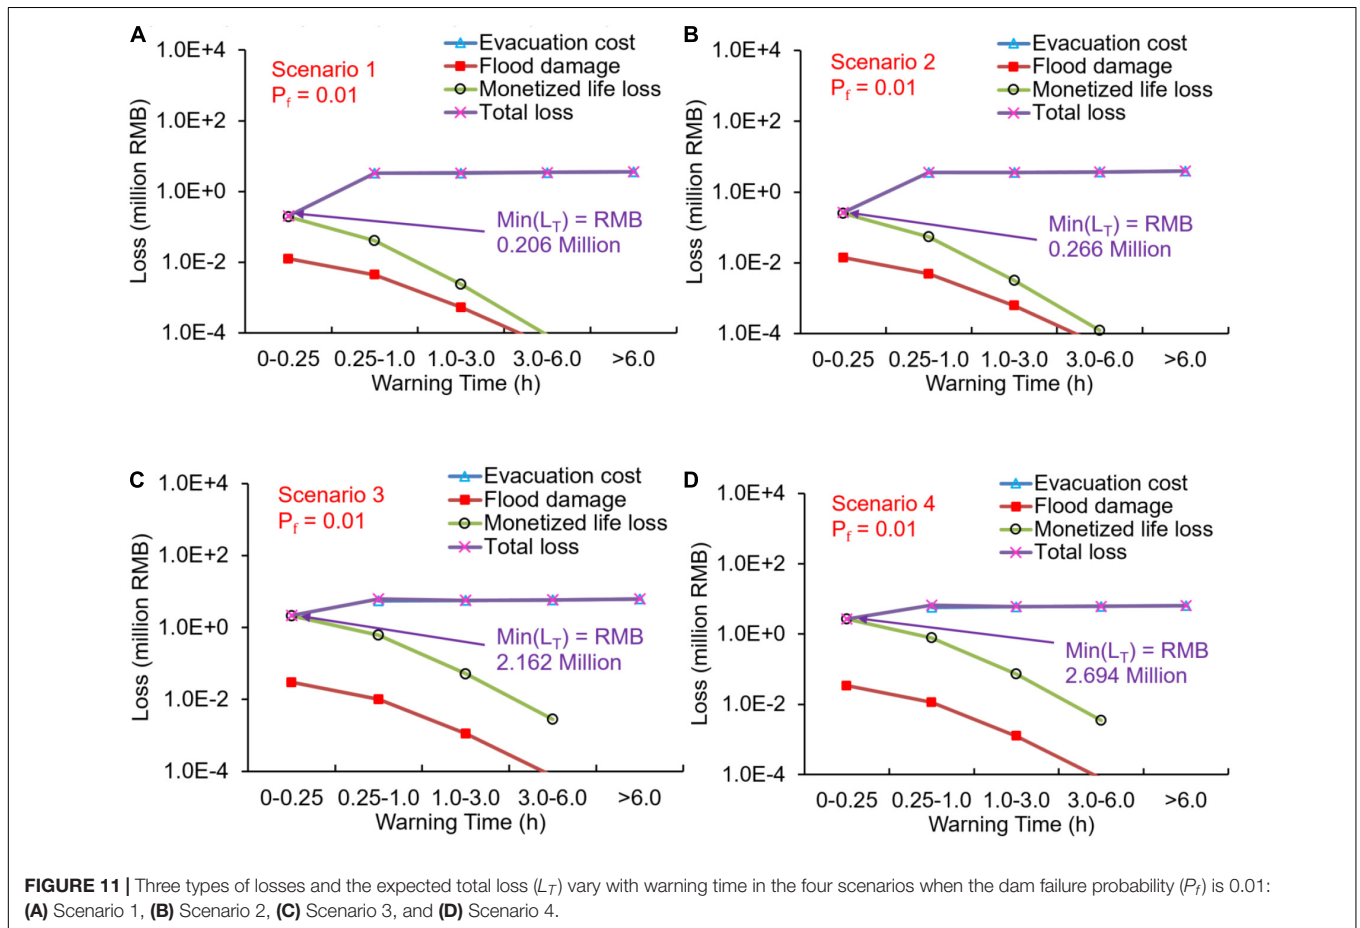 A
1.0E+4
1.0E+2
1.0E+0
1.0E−2
1.0E−4
Loss (million RMB)
Scenario 1
Pf = 0.01
Evacuation cost
Flood damage
Monetized life loss
Total loss
Min(LT) = RMB
0.206 Million
0-0.25 0.25-1.0 1.0-3.0 3.0-6.0 >6.0
Warning Time (h)
B
1.0E+4
1.0E+2
1.0E+0
1.0E−2
1.0E−4
Loss (million RMB)
Scenario 2
Pf = 0.01
Evacuation cost
Flood damage
Monetized life loss
Total loss
Min(LT) = RMB
0.266 Million
0-0.25 0.25-1.0 1.0-3.0 3.0-6.0 >6.0
Warning Time (h)
C
1.0E+4
1.0E+2
1.0E+0
1.0E−2
1.0E−4
Loss (million RMB)
Scenario 3
Pf = 0.01
Evacuation cost
Flood damage
Monetized life loss
Total loss
Min(LT) = RMB
2.162 Million
0-0.25 0.25-1.0 1.0-3.0 3.0-6.0 >6.0
Warning Time (h)
D
1.0E+4
1.0E+2
1.0E+0
1.0E−2
1.0E−4
Loss (million RMB)
Scenario 4
Pf = 0.01
Evacuation cost
Flood damage
Monetized life loss
Total loss
Min(LT) = RMB
2.694 Million
0-0.25 0.25-1.0 1.0-3.0 3.0-6.0 >6.0
Warning Time (h)
FIGURE 11 | Three types of losses and the expected total loss (LT) vary with warning time in the four scenarios when the dam failure probability (Pf) is 0.01:
(A) Scenario 1, (B) Scenario 2, (C) Scenario 3, and (D) Scenario 4.